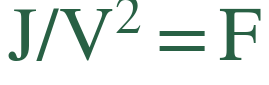 J/V² = F